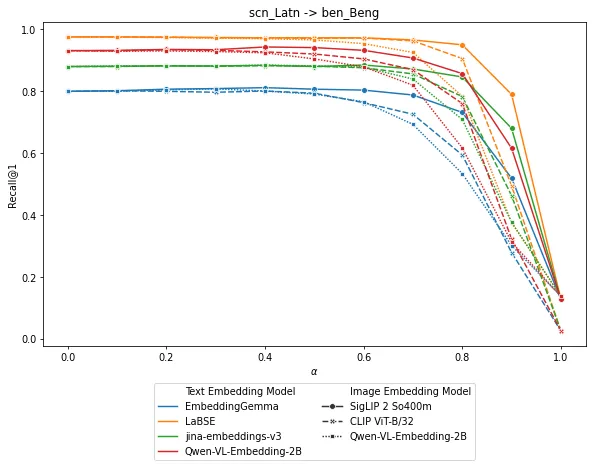 scn_Latn -> ben_Beng
Recall@1
1.0
0.8
0.6
0.4
0.2
0.0
0.0 0.2 0.4 0.6 0.8 1.0
α
Text Embedding Model
EmbeddingGemma
LaBSE
jina-embeddings-v3
Qwen-VL-Embedding-2B
Image Embedding Model
SigLIP 2 So400m
CLIP ViT-B/32
Qwen-VL-Embedding-2B